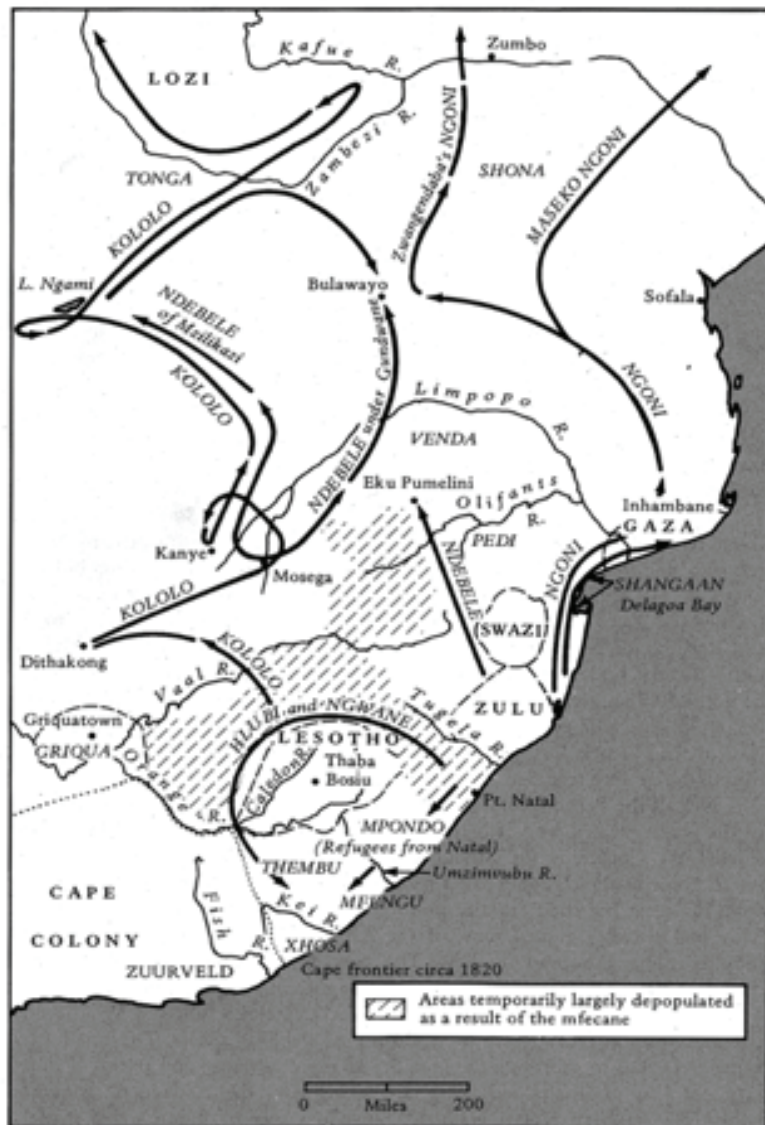 Kafue R.
Zumbo
LOZI
Zambezi R.
TONGA
SHONA
Zwangendaba's NGONI
MASEKO NGONI
KOLOLO
L. Ngami
Bulawayo
Sofala
NDEBELE
of Mzilikazi
KOLOLO
NDEBELE under Gundwane
NGONI
Limpopo R.
VENDA
Eku Pumelini
Olifants R.
Inhambane
GAZA
PEDI
Kanye
Mosega
NDEBELE
NGONI
SHANGAAN
Delagoa Bay
KOLOLO
SWAZI
KOLOLO
Dithakong
Vaal R.
ZULU
Griquatown
GRIQUA
HLUBI and NGWANE
Tugela R.
LESOTHO
Orange R.
Caledon R.
Thaba
Bosiu
Pt. Natal
MPONDO
(Refugees from Natal)
THEMBU
Umzimvubu R.
CAPE
COLONY
Fish R.
Kei R.
MFENGU
XHOSA
ZUURVELD
Cape frontier circa 1820
Areas temporarily largely depopulated
as a result of the mfecane
0 Miles 200